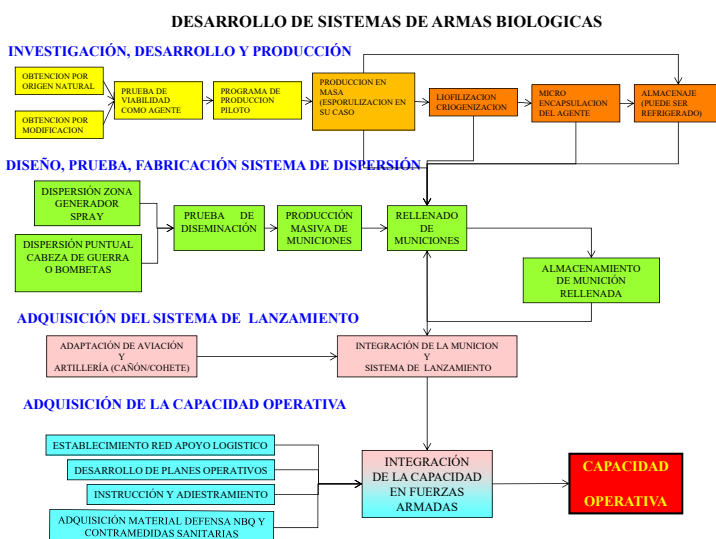 DESARROLLO DE SISTEMAS DE ARMAS BIOLOGICAS
INVESTIGACIÓN, DESARROLLO Y PRODUCCIÓN
OBTENCION POR
ORIGEN NATURAL
OBTENCION POR
MODIFICACION
PRUEBA DE
VIABILIDAD
COMO AGENTE
PROGRAMA DE
PRODUCCION
PILOTO
PRODUCCION EN
MASA
(ESPORULIZACION EN
SU CASO
LIOFILIZACION
CRIOGENIZACION
MICRO
ENCAPSULACION
DEL AGENTE
ALMACENAJE
(PUEDE SER
REFRIGERADO)
DISEÑO, PRUEBA, FABRICACIÓN SISTEMA DE DISPERSIÓN
DISPERSIÓN ZONA
GENERADOR
SPRAY
DISPERSIÓN PUNTUAL
CABEZA DE GUERRA
O BOMBETAS
PRUEBA DE
DISEMINACIÓN
PRODUCCIÓN
MASIVA DE
MUNICIONES
RELLENADO
DE
MUNICIONES
ALMACENAMIENTO
DE MUNICIÓN
RELLENADA
ADQUISICIÓN DEL SISTEMA DE LANZAMIENTO
ADAPTACIÓN DE AVIACIÓN
Y
ARTILLERÍA (CAÑÓN/COHETE)
INTEGRACIÓN DE LA MUNICION
Y
SISTEMA DE LANZAMIENTO
ADQUISICIÓN DE LA CAPACIDAD OPERATIVA
ESTABLECIMIENTO RED APOYO LOGISTICO
DESARROLLO DE PLANES OPERATIVOS
INSTRUCCIÓN Y ADIESTRAMIENTO
ADQUISICIÓN MATERIAL DEFENSA NBQ Y
CONTRAMEDIDAS SANITARIAS
INTEGRACIÓN
DE LA CAPACIDAD
EN FUERZAS
ARMADAS
CAPACIDAD
OPERATIVA